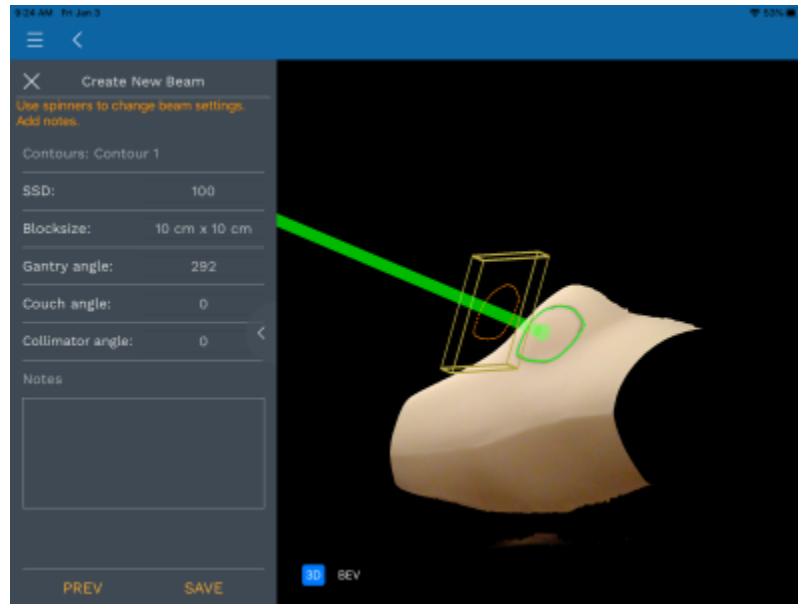 9:24 AM Fri Jan 3
53%
Create New Beam
Use spinners to change beam settings.
Add notes.
Contours: Contour 1
SSD: 100
Blocksize: 10 cm x 10 cm
Gantry angle: 292
Couch angle: 0
Collimator angle: 0
Notes
PREV SAVE
3D BEV